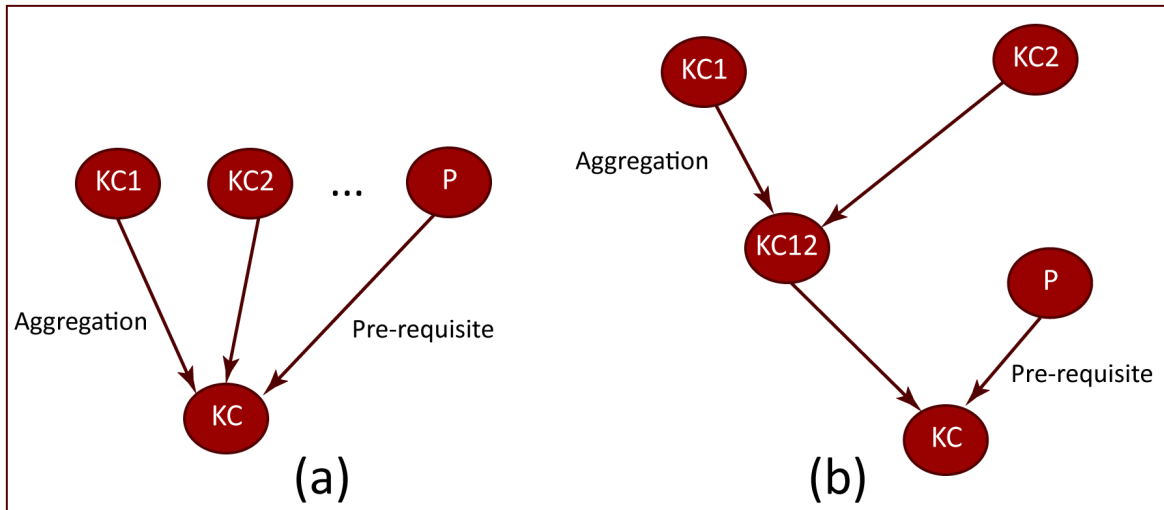 KC1
KC2
...
P
Aggregation
Pre-requisite
KC
(a)
KC1
KC2
Aggregation
KC12
P
Pre-requisite
KC
(b)